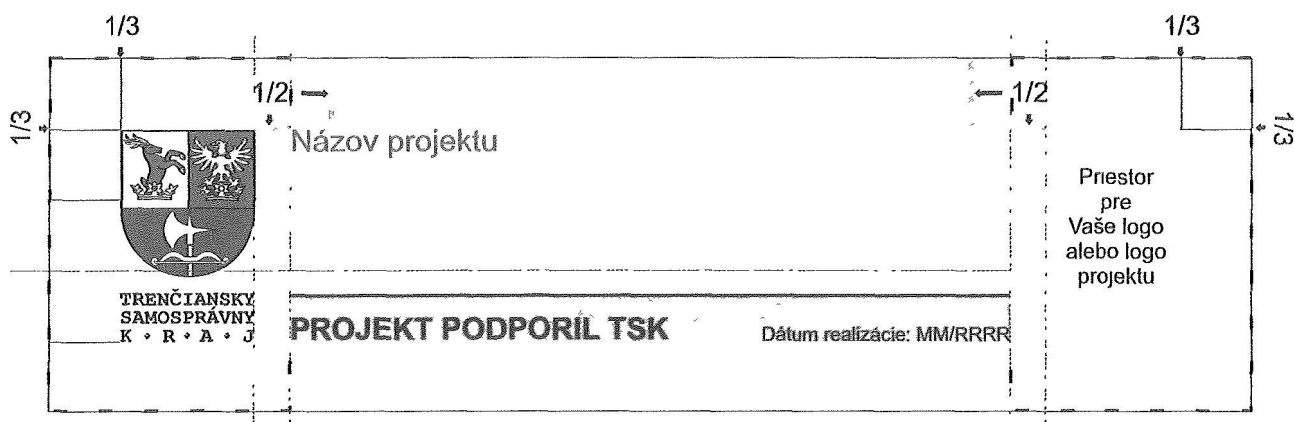 1/3
1/3
1/2
1/2
1/3
Názov projektu
1/3
Priestor
pre
Vaše logo
alebo logo
projektu
TRENČIANSKY
SAMOSPRÁVNY
K · R · A · J
PROJEKT PODPORIL TSK
Dátum realizácie: MM/RRRR